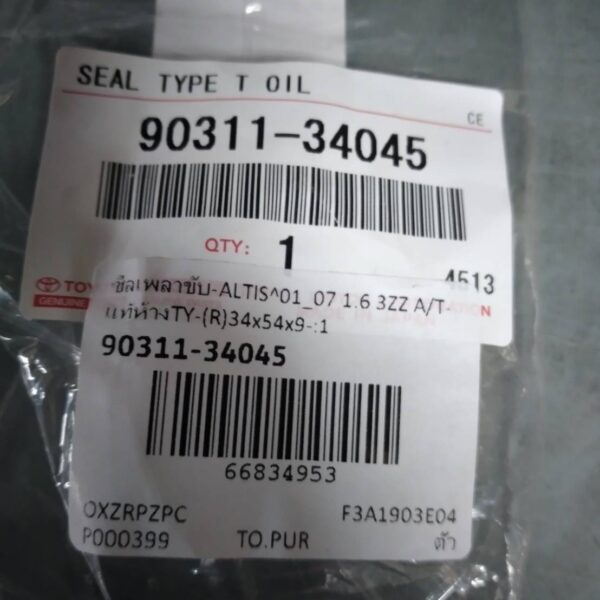 SEAL TYPE T OIL
CE
90311-34045
QTY: 1
4513
TOY
GENUINE
ซีลเพลาขับ-ALTIS^01_07 1.6 3ZZ A/T-
แท้ห้างTY-(R)34x54x9-:1
90311-34045
66834953
OXZRPZPC F3A1903E04
P000399 TO.PUR ตัว